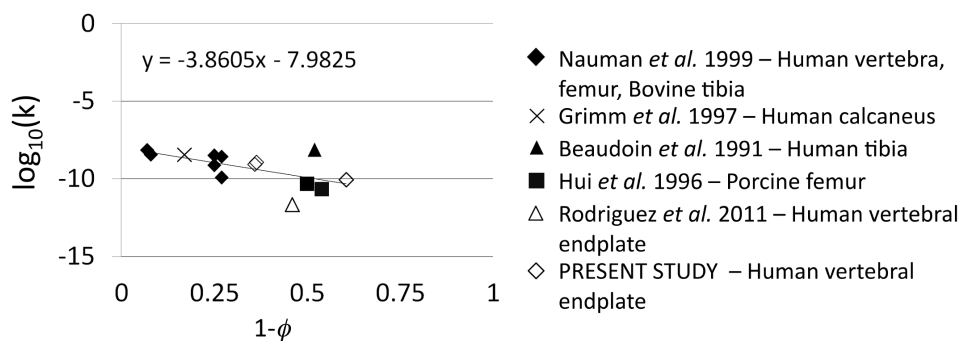 0
y = -3.8605x - 7.9825
-5
-10
-15
log10(k)
0 0.25 0.5 0.75 1
1-ϕ
Nauman et al. 1999 – Human vertebra,
femur, Bovine tibia
Grimm et al. 1997 – Human calcaneus
Beaudoin et al. 1991 – Human tibia
Hui et al. 1996 – Porcine femur
Rodriguez et al. 2011 – Human vertebral
endplate
PRESENT STUDY – Human vertebral
endplate